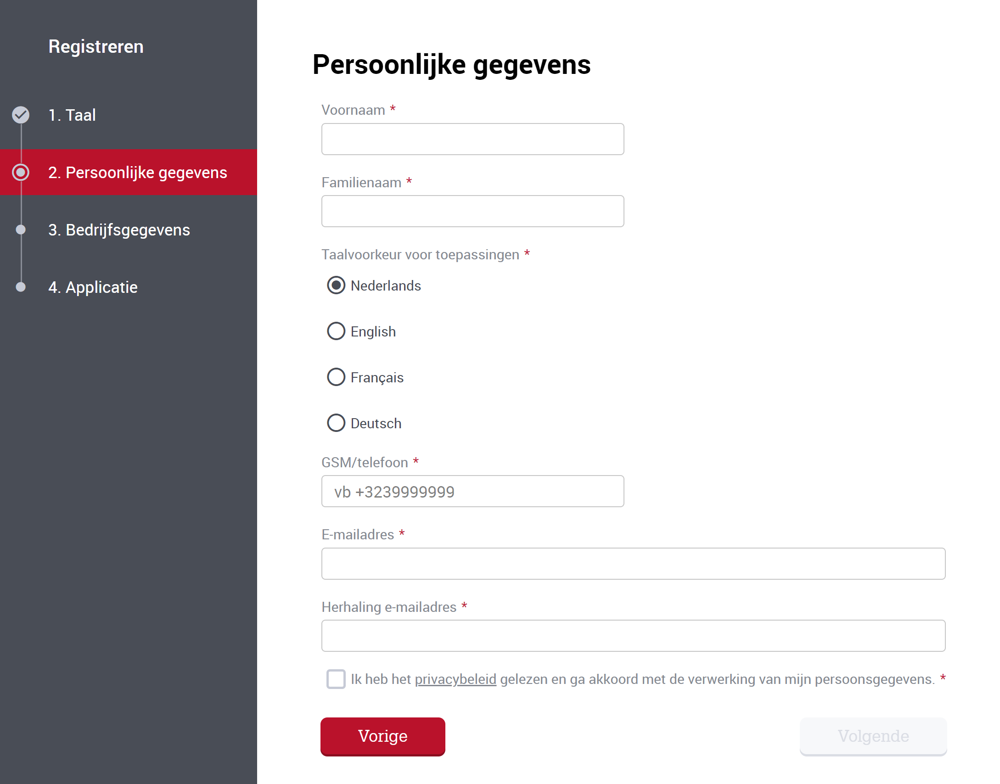 Registreren
1. Taal
2. Persoonlijke gegevens
3. Bedrijfsgegevens
4. Applicatie
Persoonlijke gegevens
Voornaam *
Familienaam *
Taalvoorkeur voor toepassingen *
Nederlands
English
Français
Deutsch
GSM/telefoon *
vb +3239999999
E-mailadres *
Herhaling e-mailadres *
Ik heb het privacybeleid gelezen en ga akkoord met de verwerking van mijn persoonsgegevens. *
Vorige
Volgende